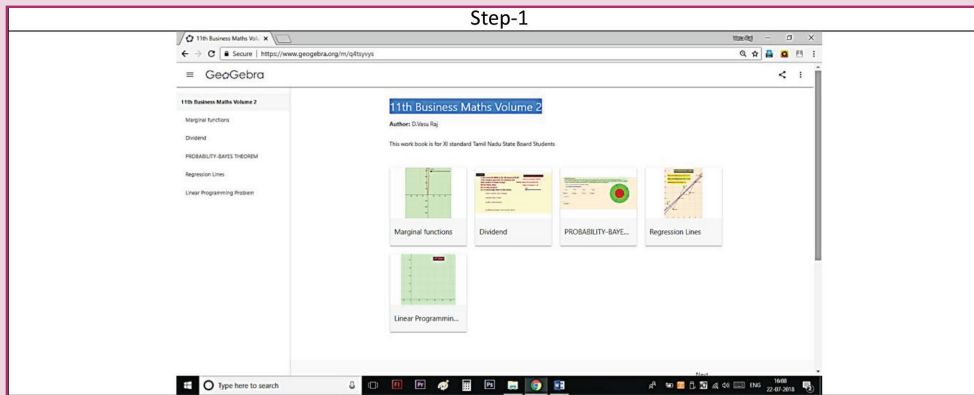 Step-1
11th Business Maths Vol.
Secure | https://www.geogebra.org/m/q4tsyvys
GeoGebra
11th Business Maths Volume 2
Marginal functions
Dividend
PROBABILITY-BAYES THEOREM
Regression Lines
Linear Programming Problem
11th Business Maths Volume 2
Author: D.Vasu Raj
This work book is for XI standard Tamil Nadu State Board Students
Marginal functions
Dividend
PROBABILITY-BAYE...
Regression Lines
Linear Programmin...
Next
Type here to search
ENG
22-07-2018